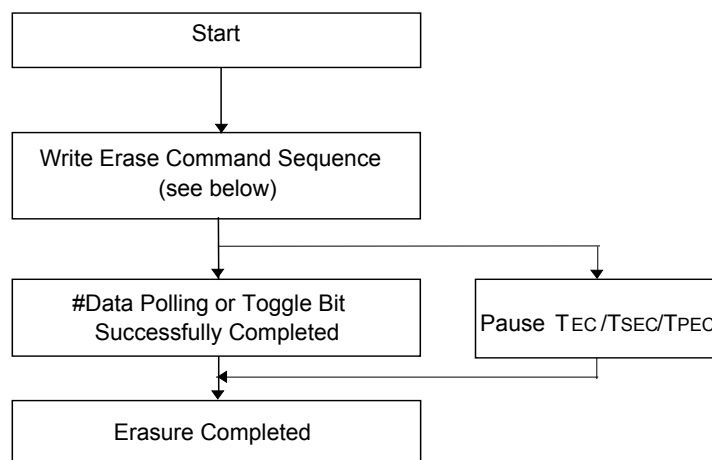 Start
Write Erase Command Sequence
(see below)
#Data Polling or Toggle Bit
Successfully Completed
Pause TEC /TSEC/TPEC
Erasure Completed